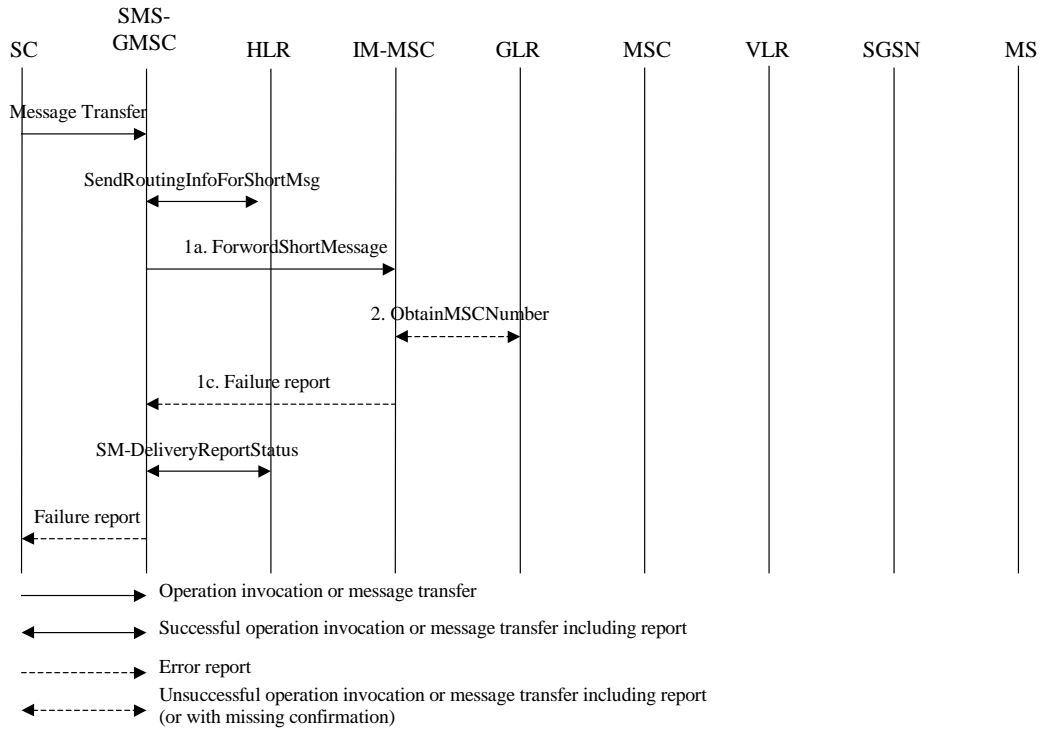 SMS-
GMSC
SC
HLR
IM-MSC
GLR
MSC
VLR
SGSN
MS
Message Transfer
SendRoutingInfoForShortMsg
1a. ForwordShortMessage
2. ObtainMSCNumber
1c. Failure report
SM-DeliveryReportStatus
Failure report
Operation invocation or message transfer
Successful operation invocation or message transfer including report
Error report
Unsuccessful operation invocation or message transfer including report
(or with missing confirmation)